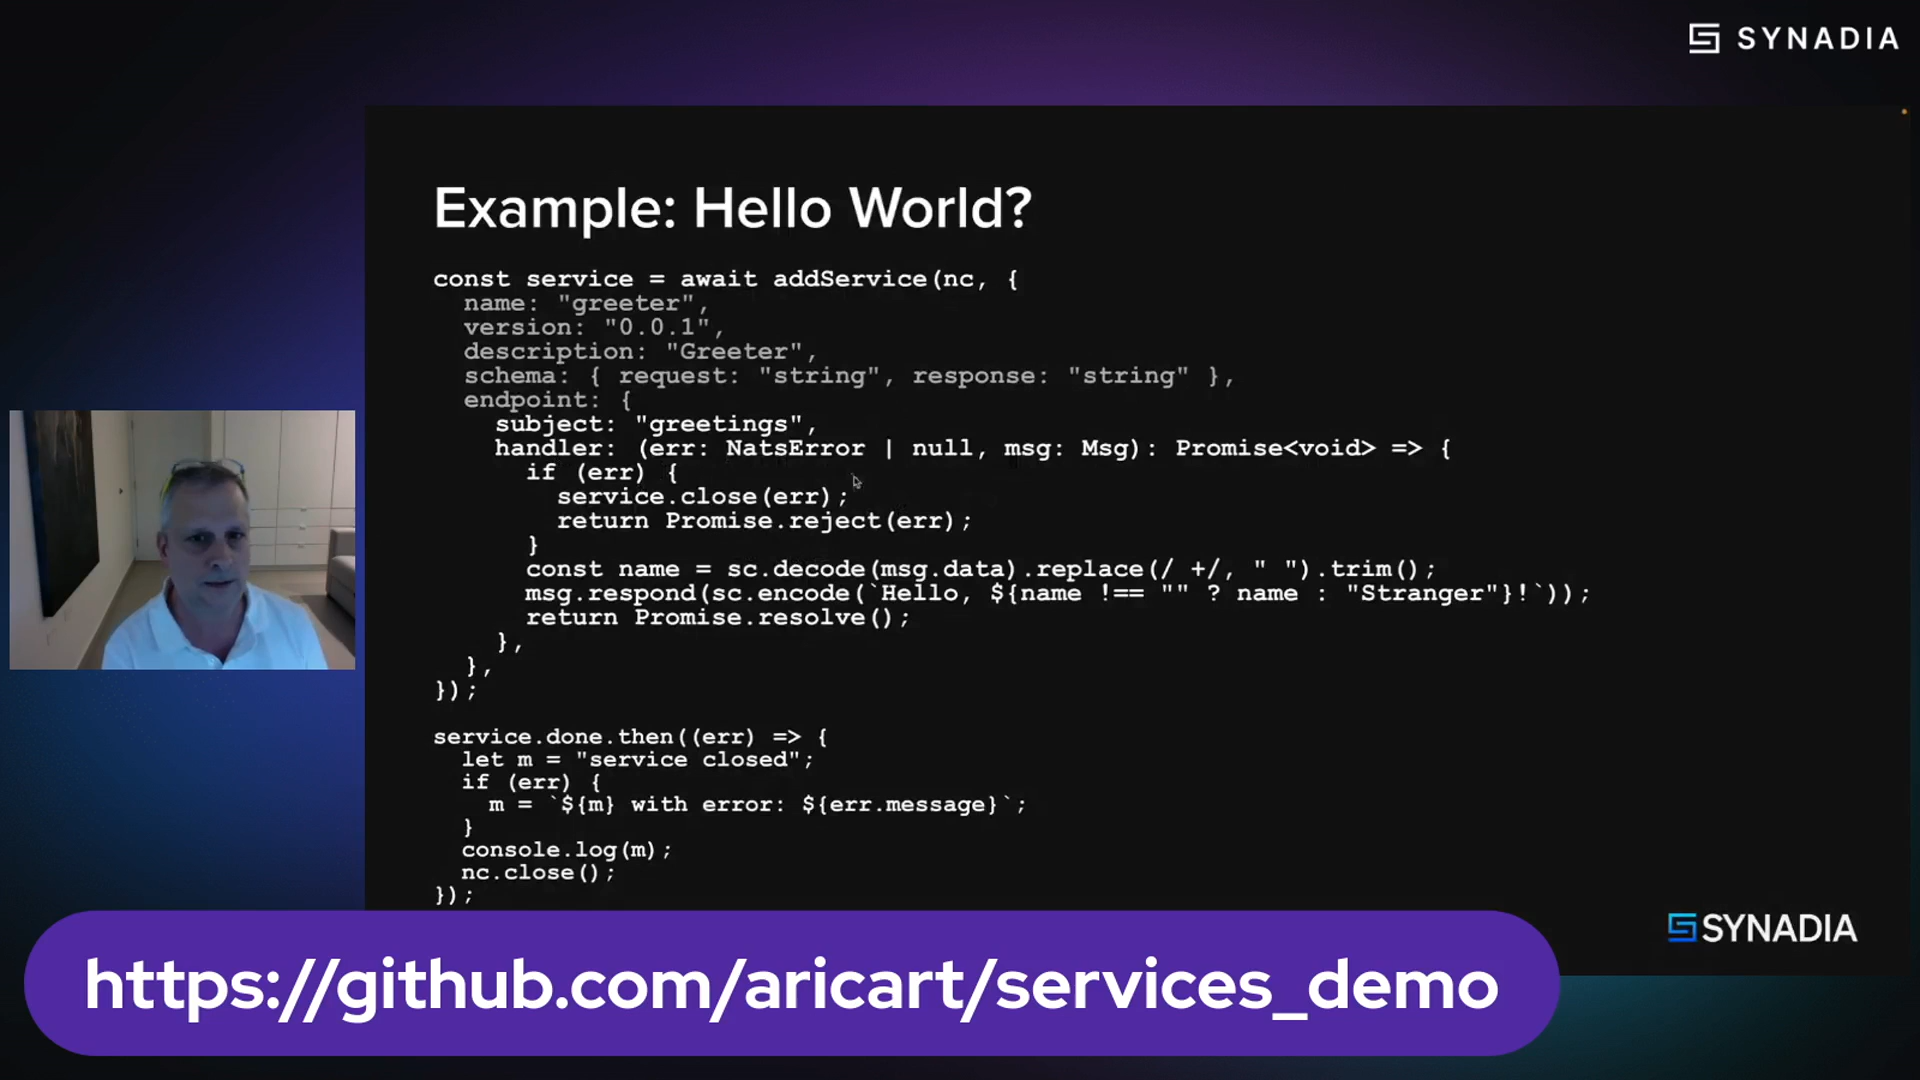 SYNADIA
Example: Hello World?
const service = await addService(nc, {
  name: "greeter",
  version: "0.0.1",
  description: "Greeter",
  schema: { request: "string", response: "string" },
  endpoint: {
    subject: "greetings",
    handler: (err: NatsError | null, msg: Msg): Promise<void> => {
      if (err) {
        service.close(err);
        return Promise.reject(err);
      }
      const name = sc.decode(msg.data).replace(/ +/, " ").trim();
      msg.respond(sc.encode(`Hello, ${name !== "" ? name : "Stranger"}!`));
      return Promise.resolve();
    },
  },
});
service.done.then((err) => {
  let m = "service closed";
  if (err) {
    m = `${m} with error: ${err.message}`;
  }
  console.log(m);
  nc.close();
});
SYNADIA
https://github.com/aricart/services_demo